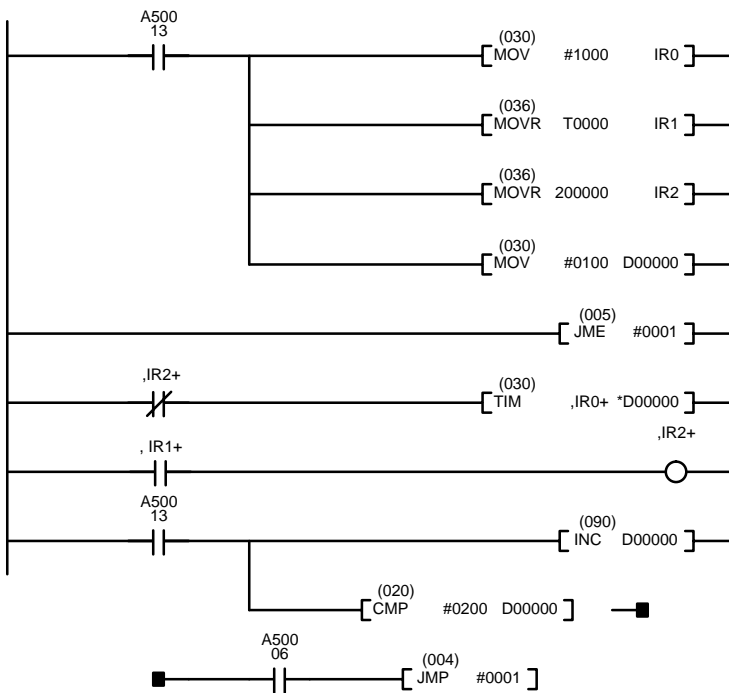 A500
13
(030)
MOV #1000 IR0
(036)
MOVR T0000 IR1
(036)
MOVR 200000 IR2
(030)
MOV #0100 D00000
(005)
JME #0001
,IR2+
(030)
TIM ,IR0+ *D00000
, IR1+
,IR2+
A500
13
(090)
INC D00000
(020)
CMP #0200 D00000
A500
06
(004)
JMP #0001